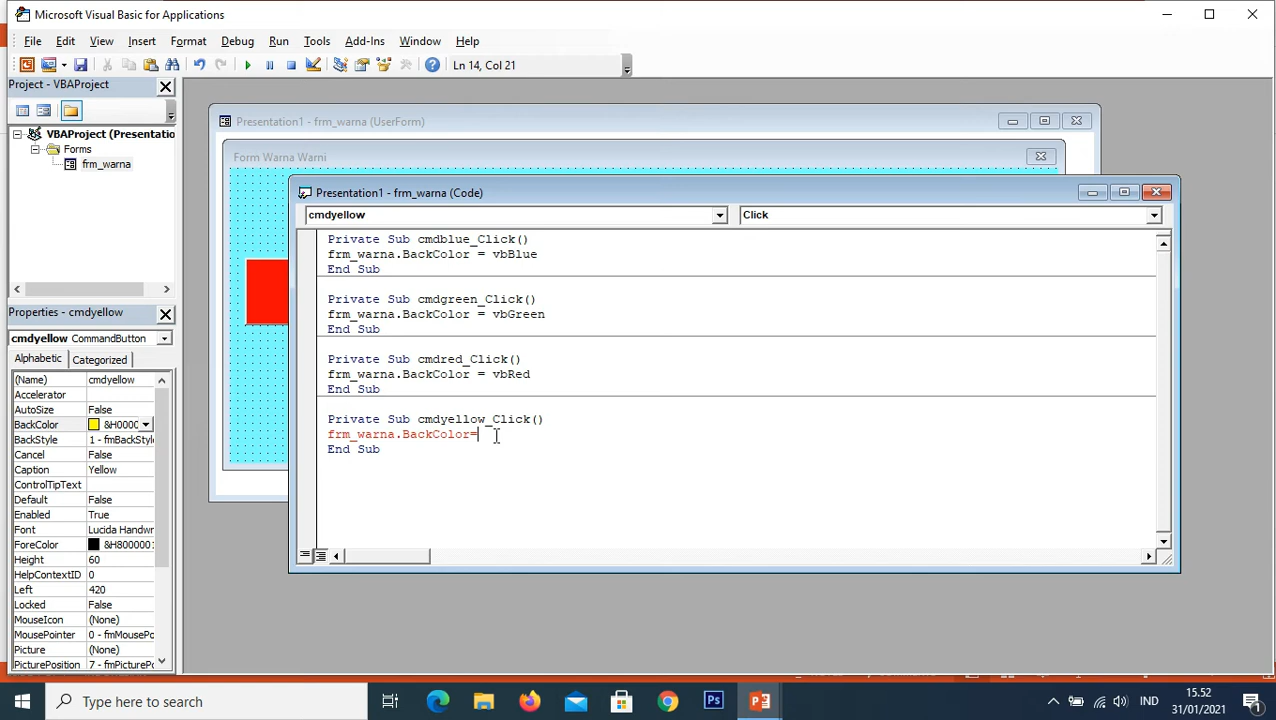 Microsoft Visual Basic for Applications
File Edit View Insert Format Debug Run Tools Add-Ins Window Help
Ln 14, Col 21
Project - VBAProject
VBAProject (Presentatio
Forms
frm_warna
Properties - cmdyellow
cmdyellow CommandButton
Alphabetic Categorized
(Name) cmdyellow
Accelerator
AutoSize False
BackColor &H0000
BackStyle 1 - fmBackSty
Cancel False
Caption Yellow
ControlTipText
Default False
Enabled True
Font Lucida Handwr
ForeColor &H800001
Height 60
HelpContextID 0
Left 420
Locked False
MouseIcon (None)
MousePointer 0 - fmMousePo
Picture (None)
PicturePosition 7 - fmPicturePo
Presentation1 - frm_warna (UserForm)
Form Warna Warni
Presentation1 - frm_warna (Code)
cmdyellow Click
Private Sub cmdblue_Click()
frm_warna.BackColor = vbBlue
End Sub
Private Sub cmdgreen_Click()
frm_warna.BackColor = vbGreen
End Sub
Private Sub cmdred_Click()
frm_warna.BackColor = vbRed
End Sub
Private Sub cmdyellow_Click()
frm_warna.BackColor=
End Sub
Type here to search
Ps
IND
15.52
31/01/2021